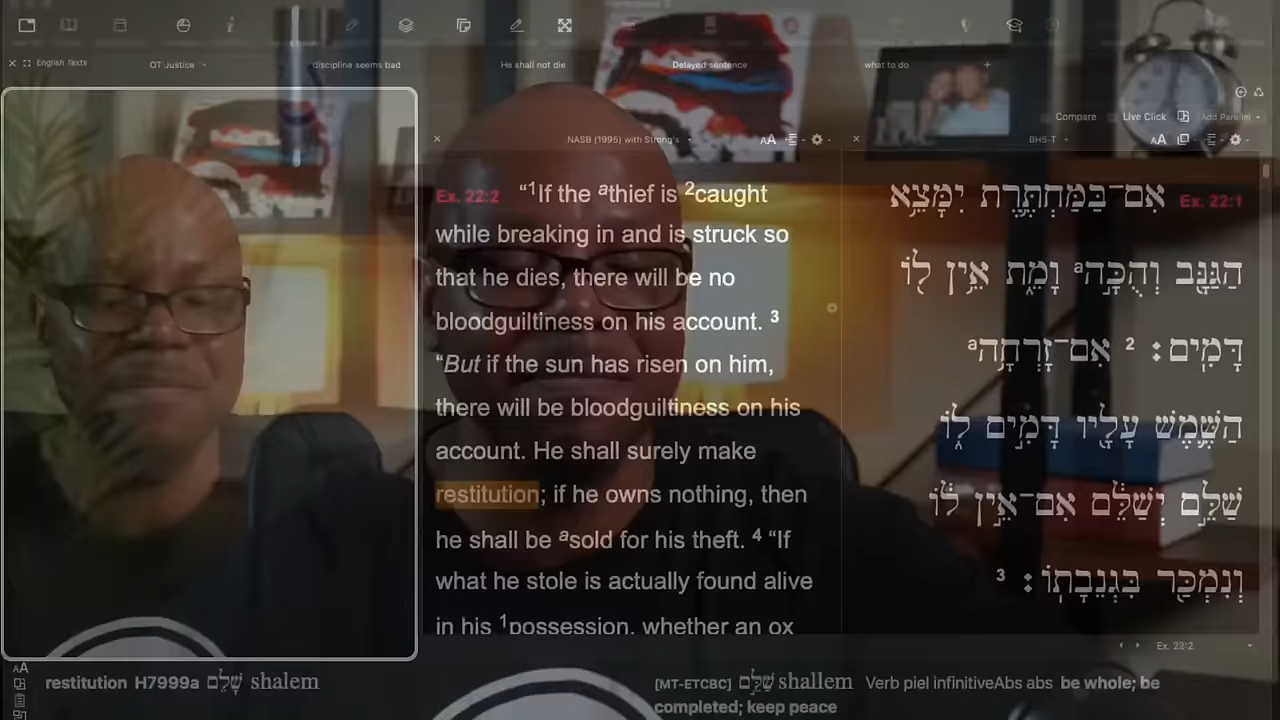 English Texts
OT Justice
discipline seems bad
He shall not die
Delayed sentence
what to do
Compare
Live Click
Add Parallel
NASB (1995) with Strong's
BHS-T
Ex. 22:2 “1If the athief is 2caught
while breaking in and is struck so
that he dies, there will be no
bloodguiltiness on his account. 3
“But if the sun has risen on him,
there will be bloodguiltiness on his
account. He shall surely make
restitution; if he owns nothing, then
he shall be asold for his theft. 4 “If
what he stole is actually found alive
in his 1possession, whether an ox
Ex. 22:1 אִם־בַּמַּחְתֶּ֛רֶת יִמָּצֵ֥א
הַגַּנָּ֖ב וְהֻכָּ֣הa וָמֵ֑ת אֵ֥ין ל֖וֹ
דָּמִֽים׃ 2 אִם־זָרְחָ֥הa
הַשֶּׁ֛מֶשׁ עָלָ֖יו דָּמִ֣ים ל֑וֹ
שַׁלֵּ֣ם יְשַׁלֵּ֔ם אִם־אֵ֣ין ל֔וֹ
וְנִמְכַּ֖ר בִּגְנֵבָתֽוֹ׃ 3
Ex. 22:2
restitution H7999a שָׁלֵם shalem
[MT-ETCBC] שַׁלֵּ֣ם shallem Verb piel infinitiveAbs abs be whole; be
completed; keep peace